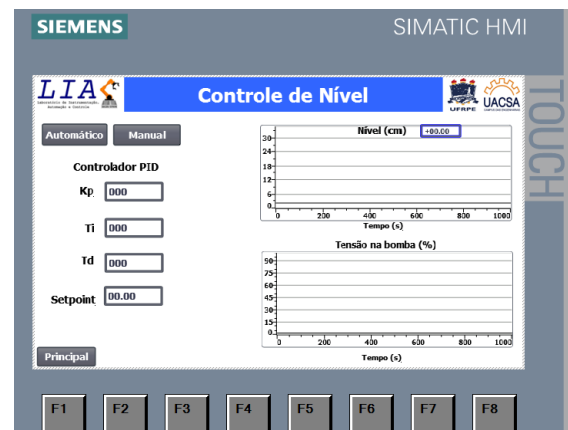 SIEMENS
SIMATIC HMI
TOUCH
LIA
Controle de Nível
UFRPE
UACSA
Automático
Manual
Controlador PID
Kp 000
Ti 000
Td 000
Setpoint 00.00
Principal
Nível (cm) +00.00
30
24
18
12
6
0
0 200 400 600 800 1000
Tempo (s)
Tensão na bomba (%)
90
75
60
45
30
15
0
0 200 400 600 800 1000
Tempo (s)
F1 F2 F3 F4 F5 F6 F7 F8